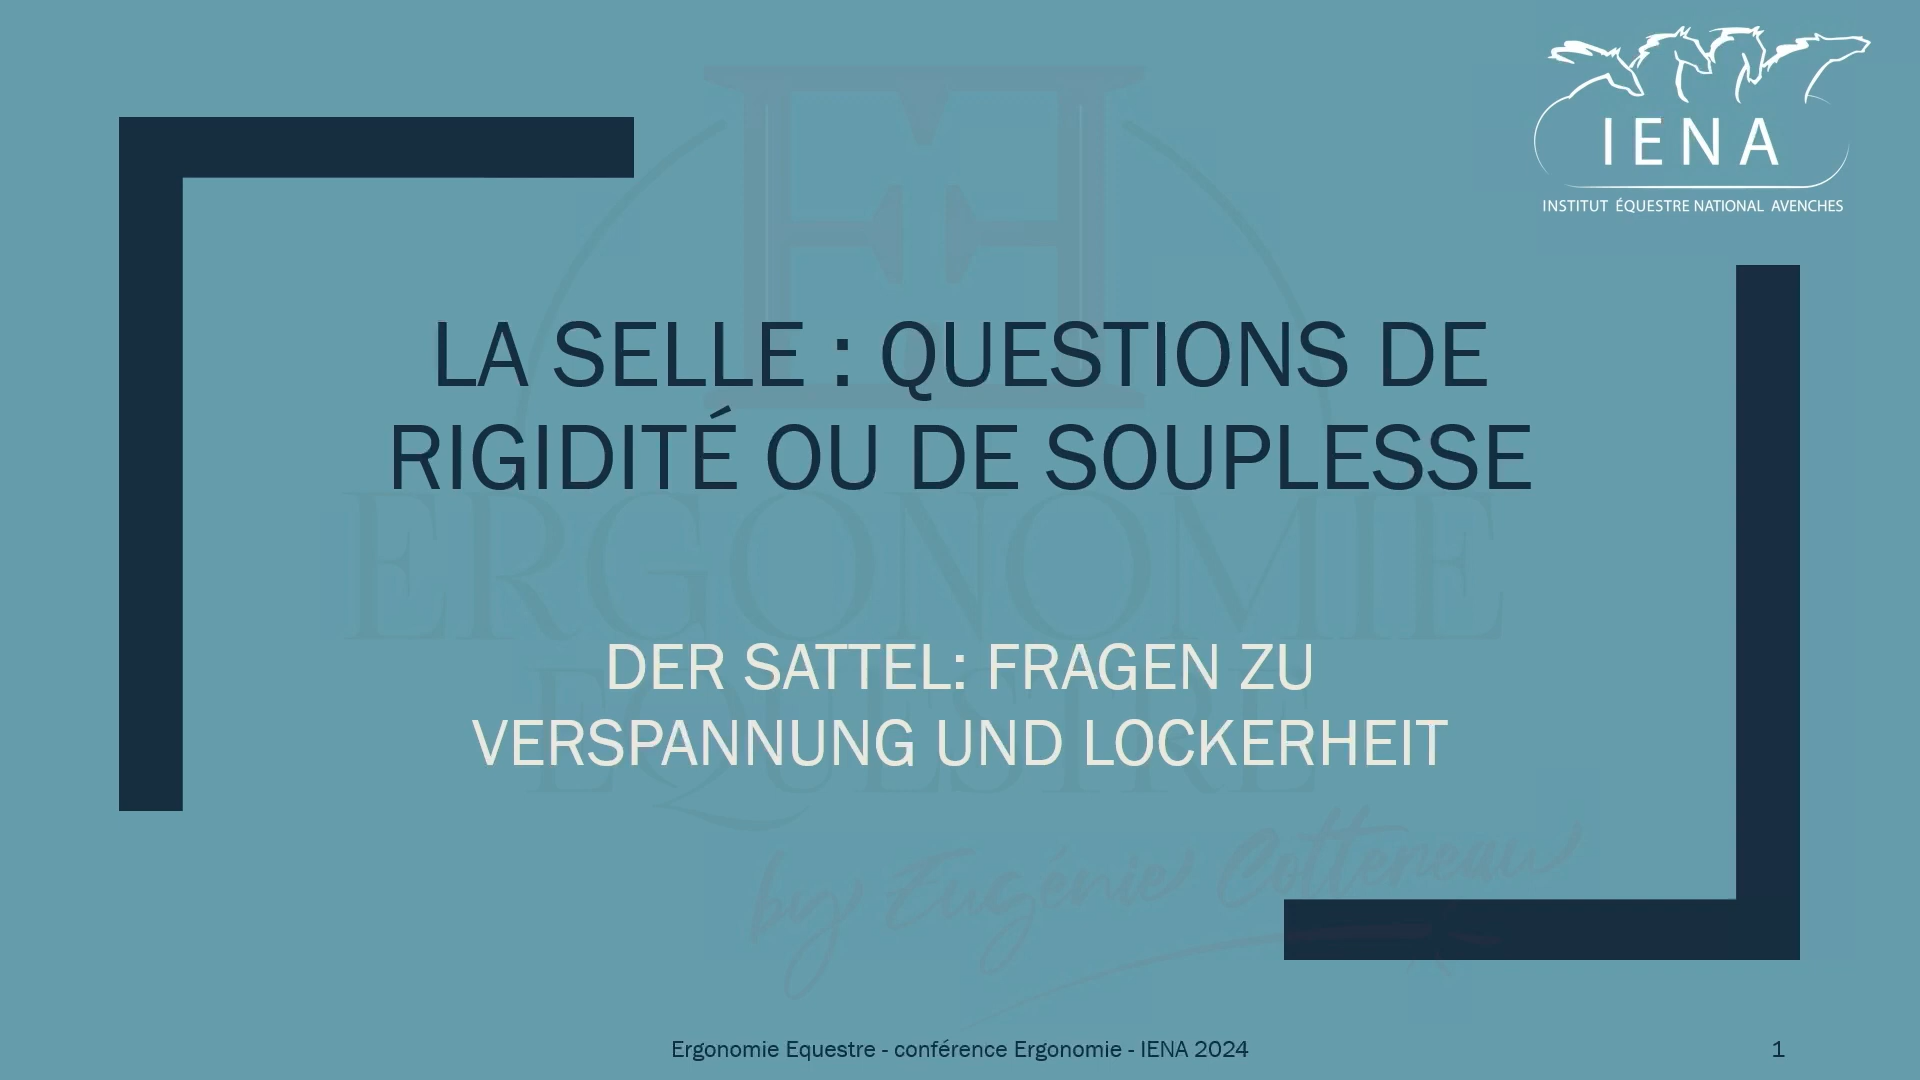 IENA
INSTITUT ÉQUESTRE NATIONAL AVENCHES
LA SELLE : QUESTIONS DE
RIGIDITÉ OU DE SOUPLESSE
ERGONOMIE
DER SATTEL: FRAGEN ZU
VERSPANNUNG UND LOCKERHEIT
EQUESTRE
by Eugénie Cottereau
Ergonomie Equestre - conférence Ergonomie - IENA 2024
1